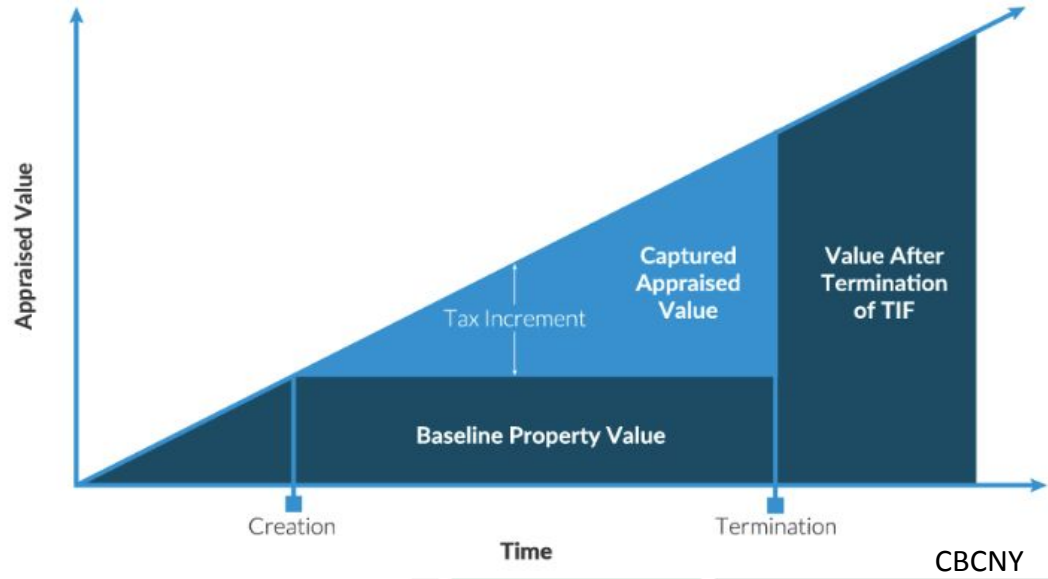 Appraised Value
Captured
Appraised
Value
Value After
Termination
of TIF
Tax Increment
Baseline Property Value
Creation
Termination
Time
CBCNY